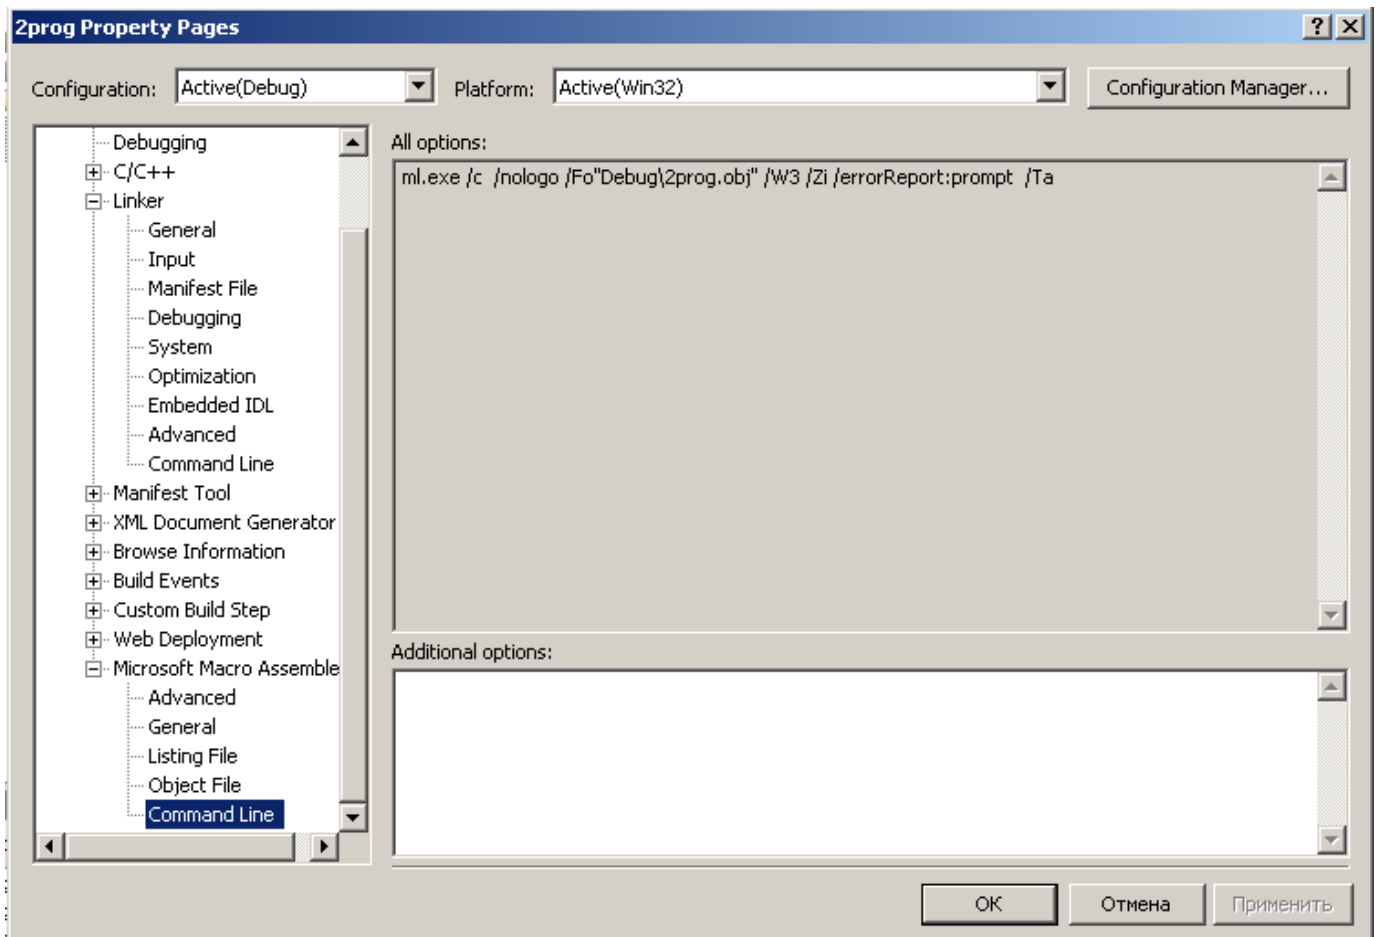 2prog Property Pages
Configuration: Active(Debug) Platform: Active(Win32) Configuration Manager...
Debugging
C/C++
Linker
General
Input
Manifest File
Debugging
System
Optimization
Embedded IDL
Advanced
Command Line
Manifest Tool
XML Document Generator
Browse Information
Build Events
Custom Build Step
Web Deployment
Microsoft Macro Assemble
Advanced
General
Listing File
Object File
Command Line
All options:
ml.exe /c  /nologo /Fo"Debug\2prog.obj" /W3 /Zi /errorReport:prompt  /Ta
Additional options:
ОК Отмена Применить